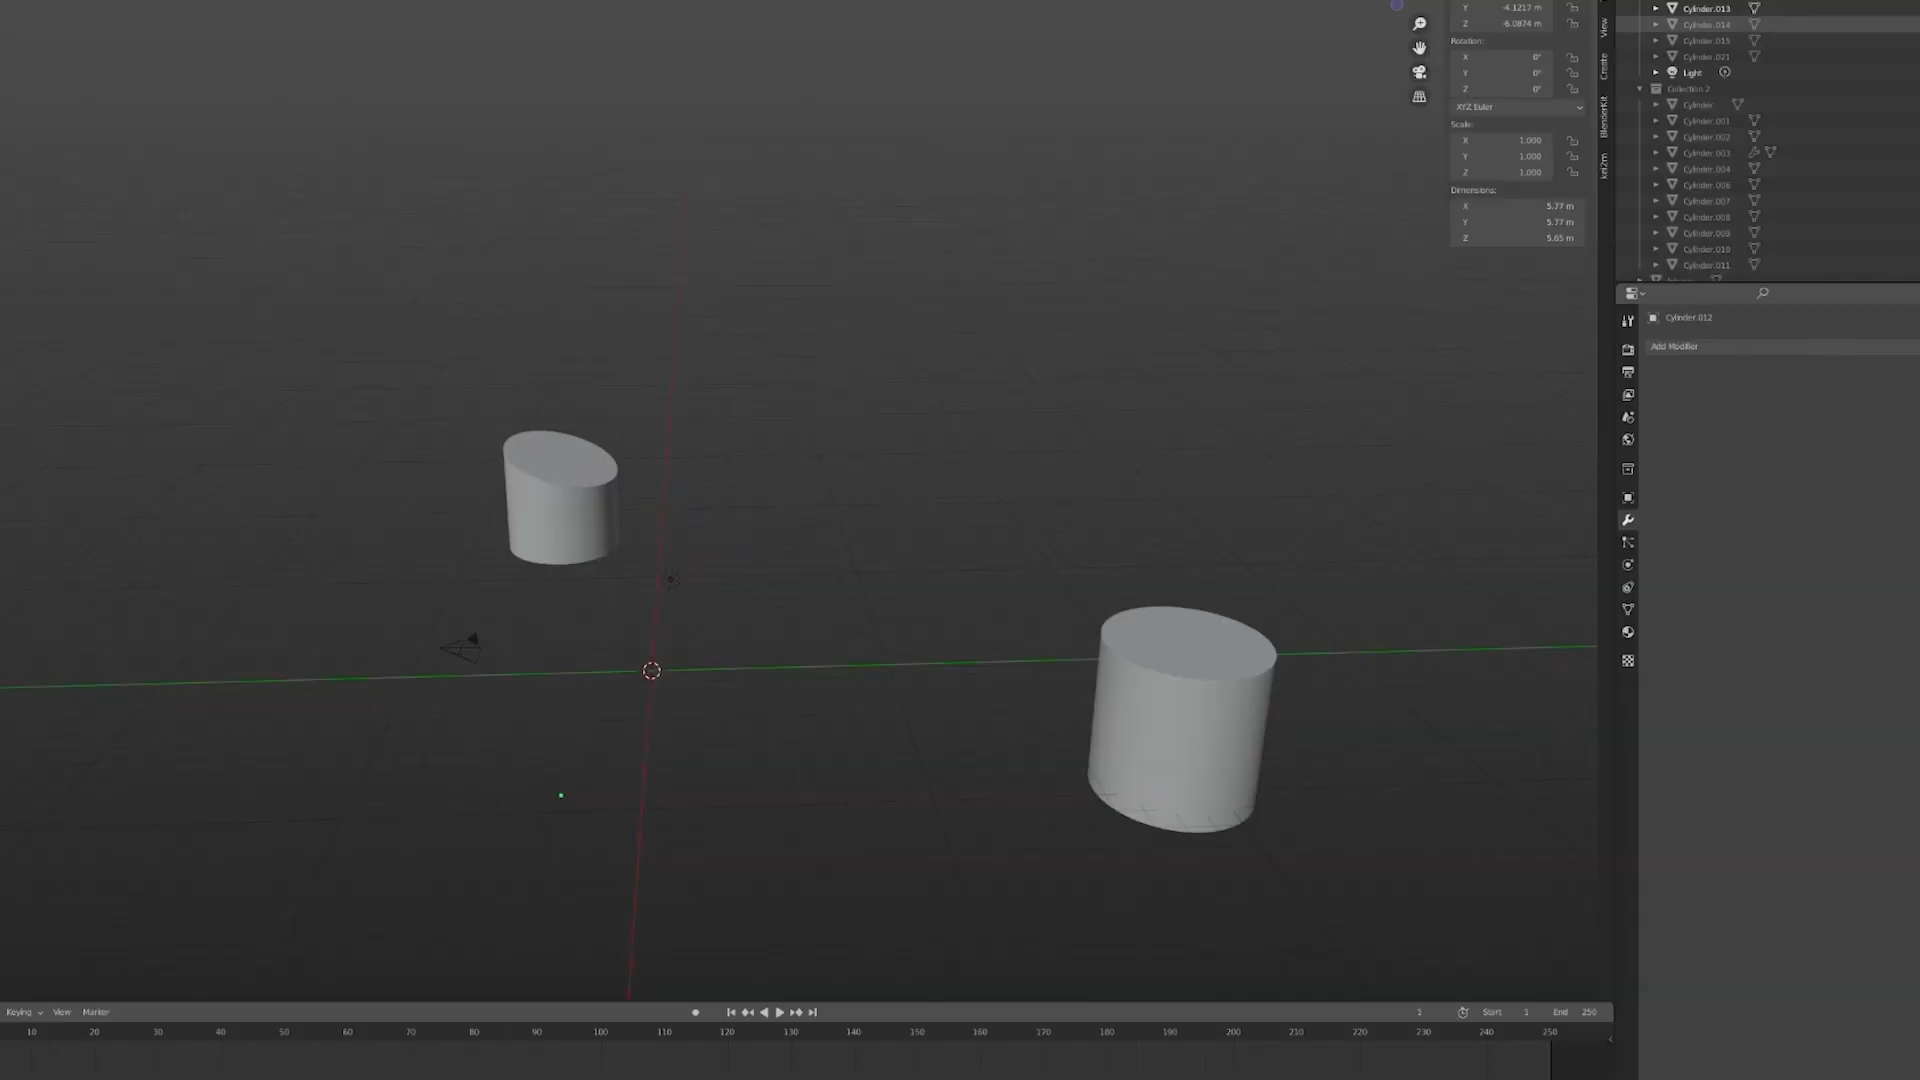 Y -4.1217 m
Z -6.0874 m
Rotation:
X 0°
Y 0°
Z 0°
XYZ Euler
Scale:
X 1.000
Y 1.000
Z 1.000
Dimensions:
X 5.77 m
Y 5.77 m
Z 5.65 m
View
Create
BlenderKit
Cylinder.013
Cylinder.014
Cylinder.015
Cylinder.021
Light
Collection 2
Cylinder
Cylinder.001
Cylinder.002
Cylinder.003
Cylinder.004
Cylinder.006
Cylinder.007
Cylinder.008
Cylinder.009
Cylinder.010
Cylinder.011
Cylinder.012
Add Modifier
Keying View Marker 1 Start 1 End 250
10 20 30 40 50 60 70 80 90 100 110 120 130 140 150 160 170 180 190 200 210 220 230 240 250